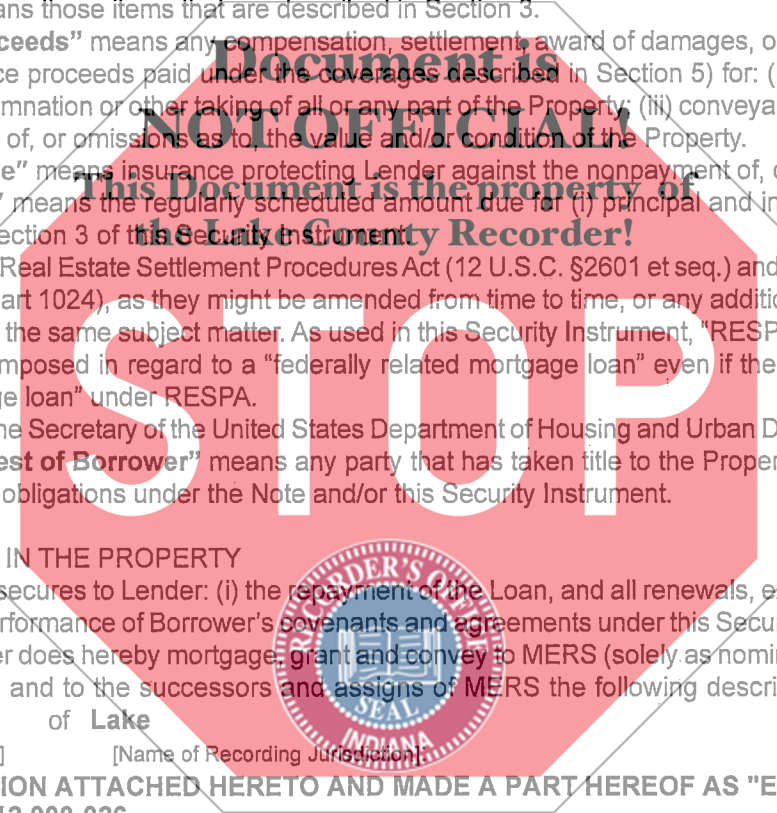 ans those items that are described in Section 3.
ceeds” means any compensation, settlement, award of damages, o
Document is
ce proceeds paid under the coverages described in Section 5) for: (
mnation or other taking of all or any part of the Property; (iii) conveya
NOT OFFICIAL!
of, or omissions as to, the value and/or condition of the Property.
e” means insurance protecting Lender against the nonpayment of,
This Document is the property of
” means the regularly scheduled amount due for (i) principal and in
the Lake County Recorder!
ection 3 of this Security Instrument.
Real Estate Settlement Procedures Act (12 U.S.C. §2601 et seq.) and
art 1024), as they might be amended from time to time, or any additio
the same subject matter. As used in this Security Instrument, “RESP
mposed in regard to a “federally related mortgage loan” even if the
ge loan” under RESPA.
STOP
he Secretary of the United States Department of Housing and Urban D
est of Borrower” means any party that has taken title to the Proper
obligations under the Note and/or this Security Instrument.
IN THE PROPERTY
secures to Lender: (i) the repayment of the Loan, and all renewals, e
erformance of Borrower’s covenants and agreements under this Secu
er does hereby mortgage, grant and convey to MERS (solely as nomin
and to the successors and assigns of MERS the following descri
RECORDER'S OFFICE
SEAL
INDIANA
of Lake
] [Name of Recording Jurisdiction]:
ION ATTACHED HERETO AND MADE A PART HEREOF AS "E